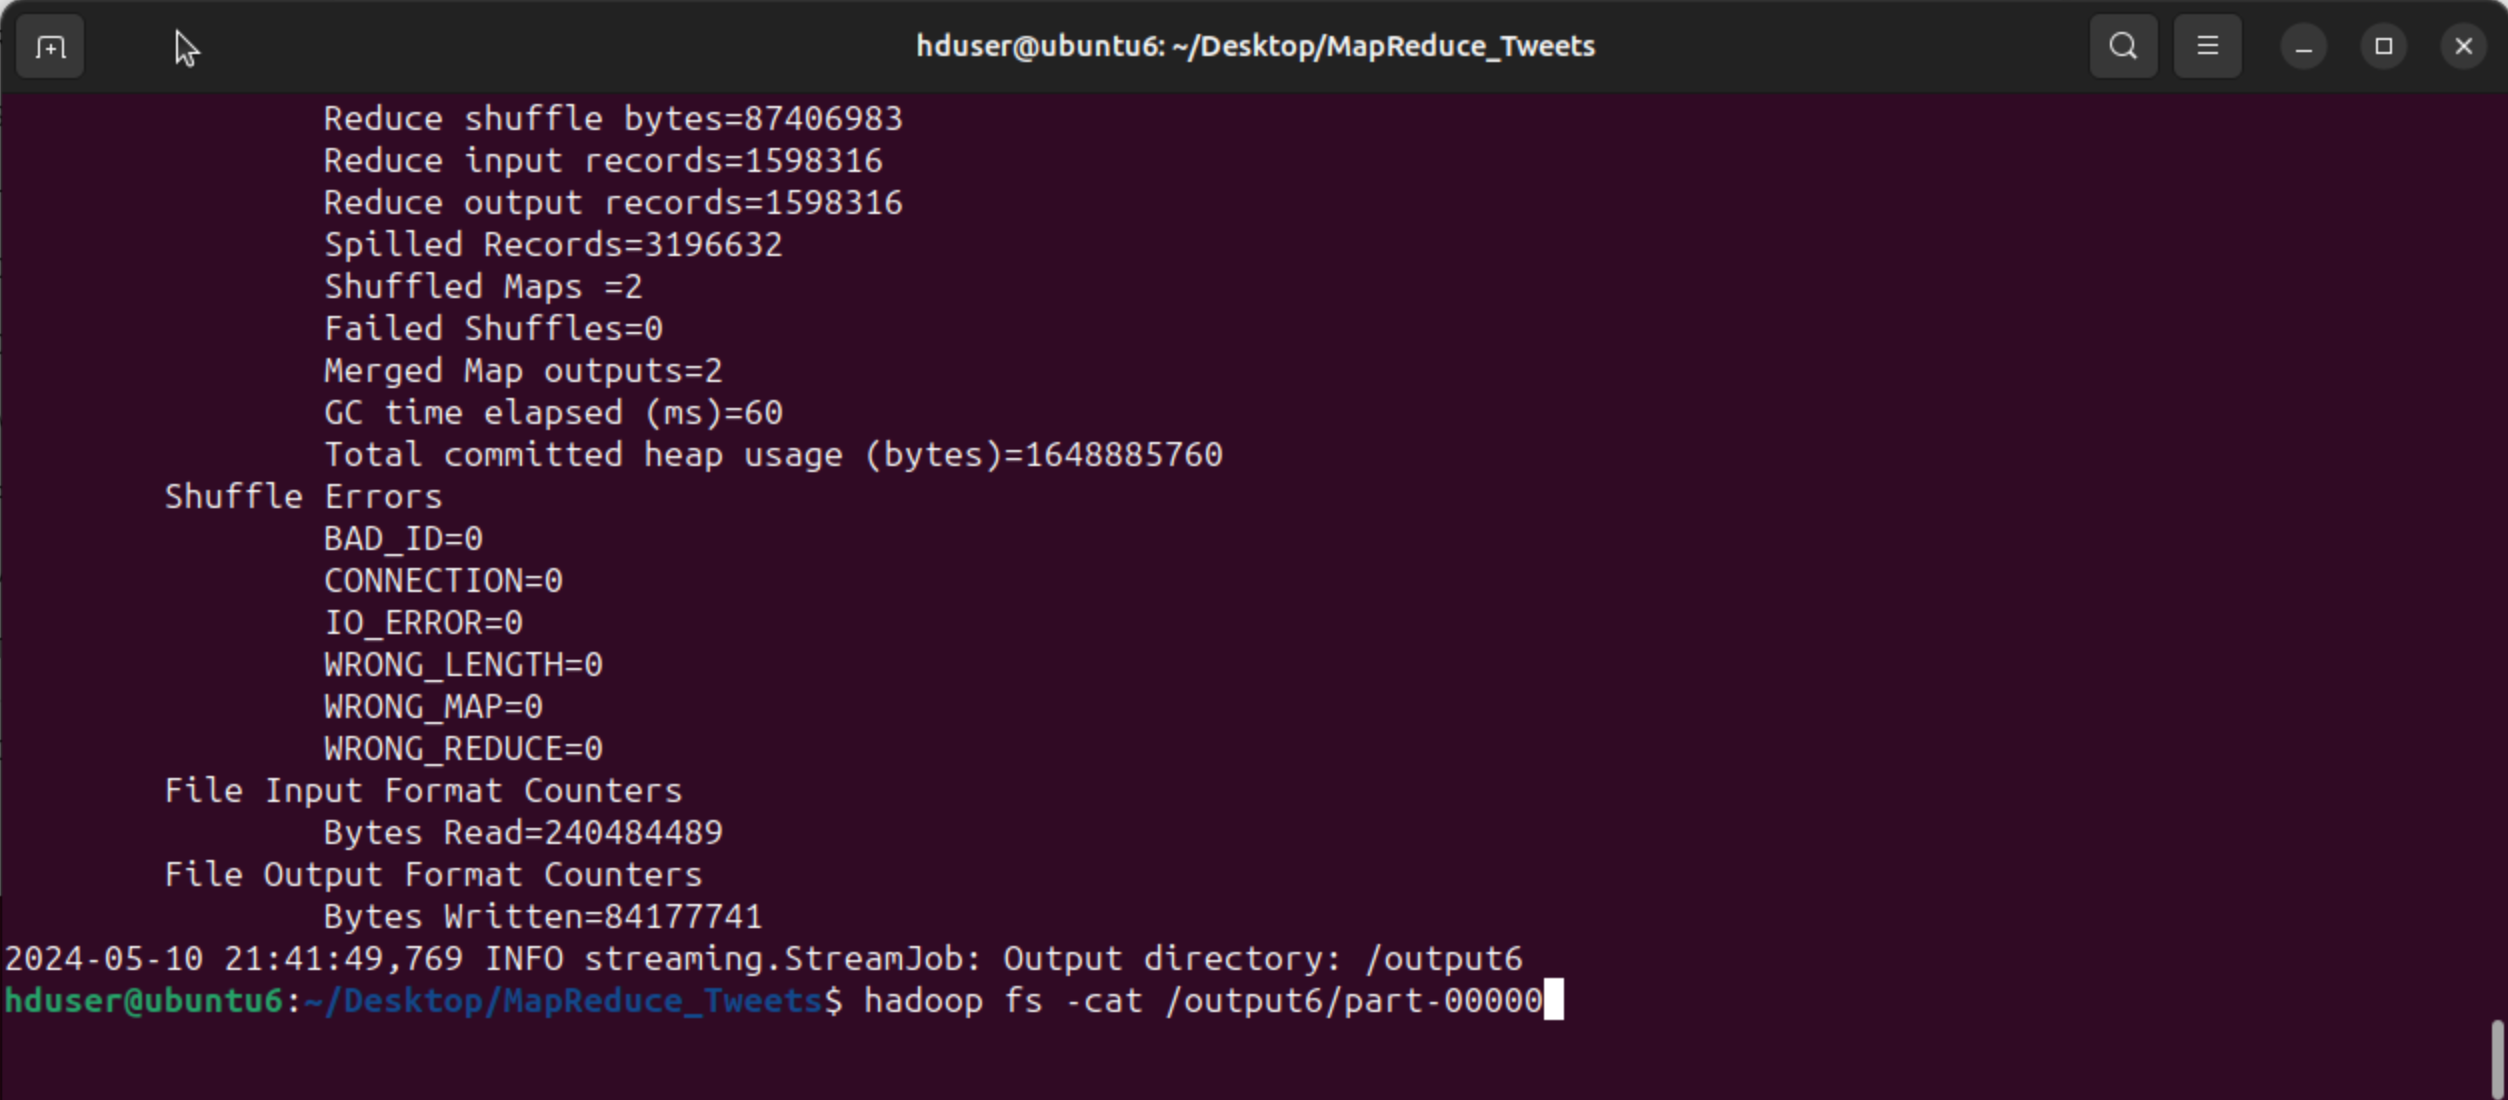 hduser@ubuntu6: ~/Desktop/MapReduce_Tweets
Reduce shuffle bytes=87406983
Reduce input records=1598316
Reduce output records=1598316
Spilled Records=3196632
Shuffled Maps =2
Failed Shuffles=0
Merged Map outputs=2
GC time elapsed (ms)=60
Total committed heap usage (bytes)=1648885760
Shuffle Errors
BAD_ID=0
CONNECTION=0
IO_ERROR=0
WRONG_LENGTH=0
WRONG_MAP=0
WRONG_REDUCE=0
File Input Format Counters
Bytes Read=240484489
File Output Format Counters
Bytes Written=84177741
2024-05-10 21:41:49,769 INFO streaming.StreamJob: Output directory: /output6
hduser@ubuntu6:~/Desktop/MapReduce_Tweets$ hadoop fs -cat /output6/part-00000